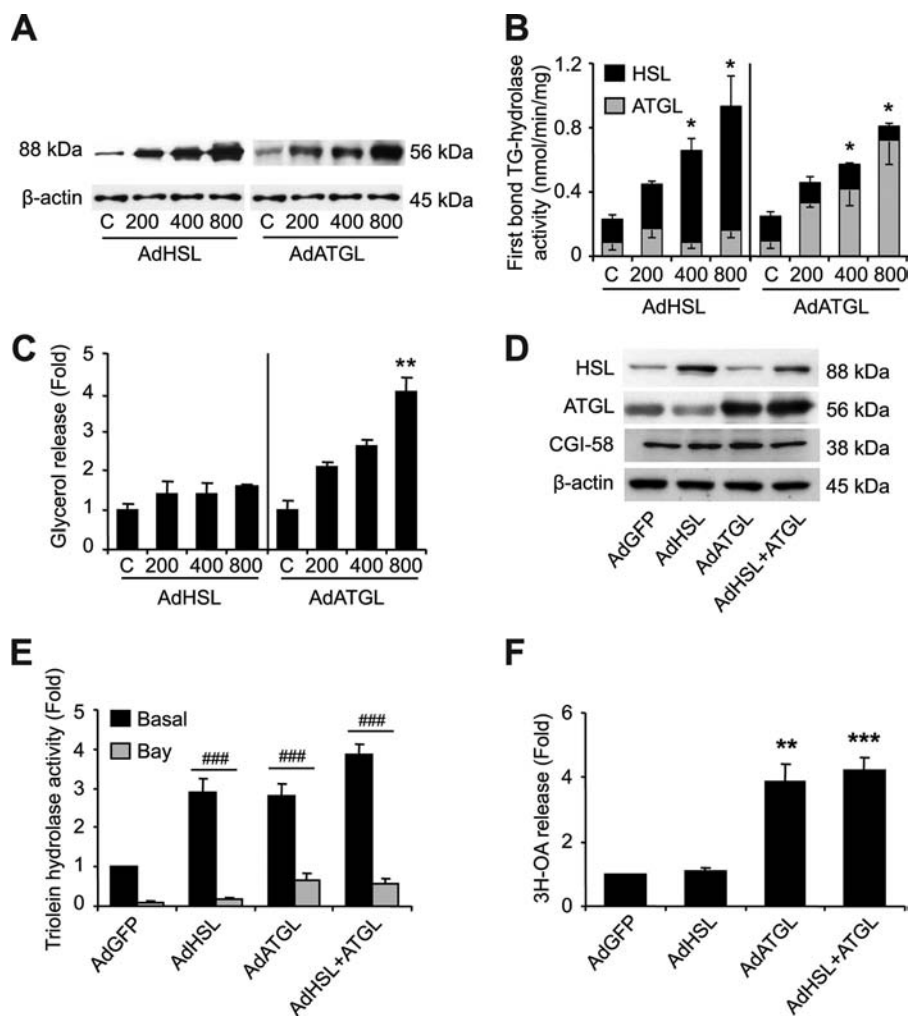 A
88 kDa
56 kDa
β-actin
45 kDa
C 200 400 800 C 200 400 800
AdHSL AdATGL
B
First bond TG-hydrolase
activity (nmol/min/mg)
1.2
0.8
0.4
0
HSL
ATGL
* * * *
C 200 400 800 C 200 400 800
AdHSL AdATGL
C
Glycerol release (Fold)
5
4
3
2
1
0
**
C 200 400 800 C 200 400 800
AdHSL AdATGL
D
HSL 88 kDa
ATGL 56 kDa
CGI-58 38 kDa
β-actin 45 kDa
AdGFP AdHSL AdATGL AdHSL+ATGL
E
Triolein hydrolase activity (Fold)
5
4
3
2
1
0
Basal
Bay
### ### ###
AdGFP AdHSL AdATGL AdHSL+ATGL
F
3H-OA release (Fold)
6
4
2
0
** ***
AdGFP AdHSL AdATGL AdHSL+ATGL